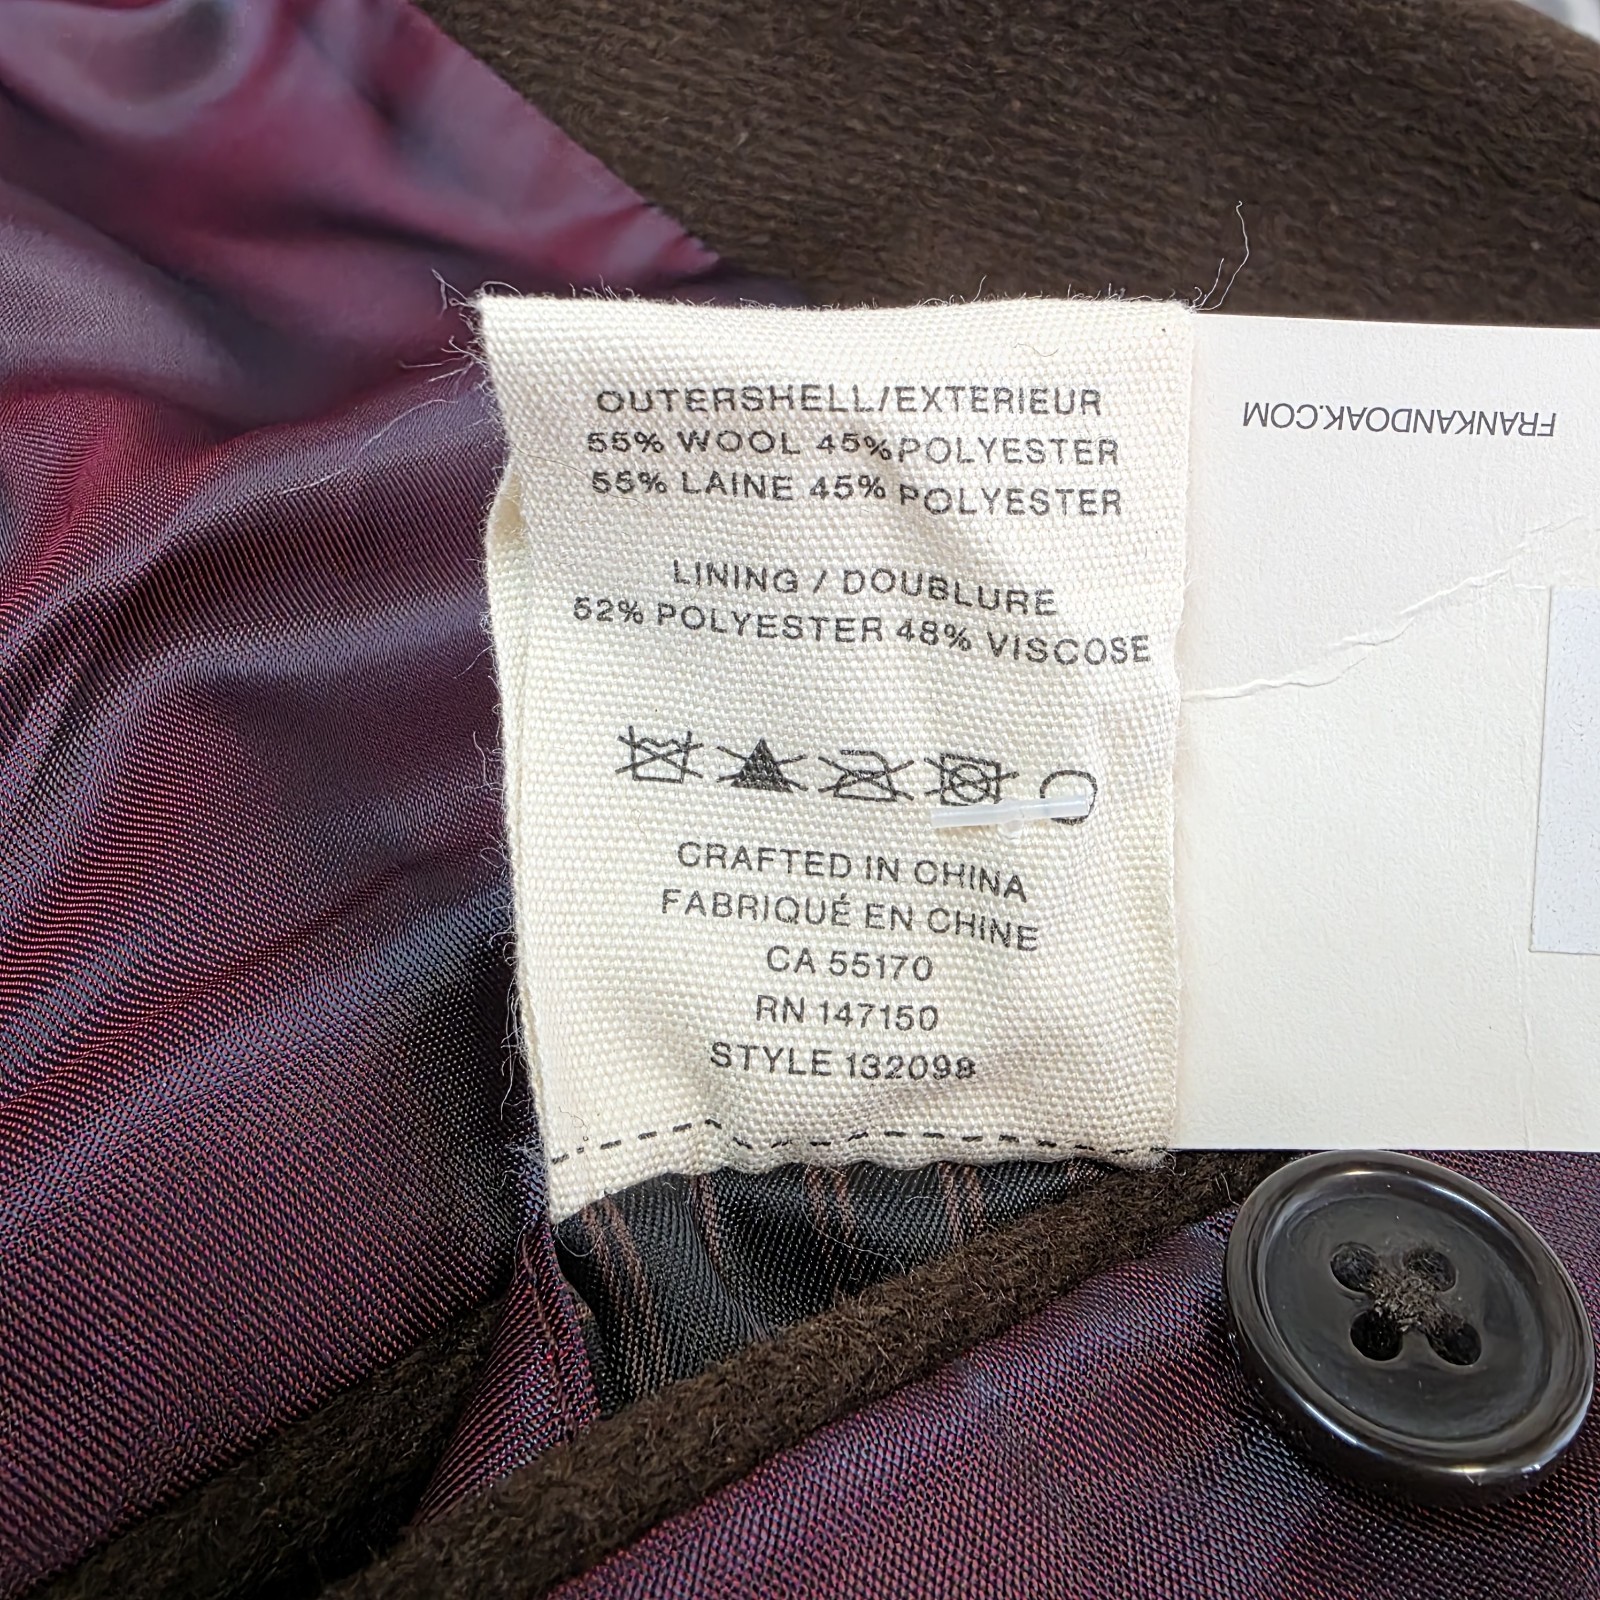 OUTERSHELL/EXTERIEUR
55% WOOL 45% POLYESTER
55% LAINE 45% POLYESTER
LINING / DOUBLURE
52% POLYESTER 48% VISCOSE
CRAFTED IN CHINA
FABRIQUÉ EN CHINE
CA 55170
RN 147150
STYLE 132098
FRANKANDOAK.COM